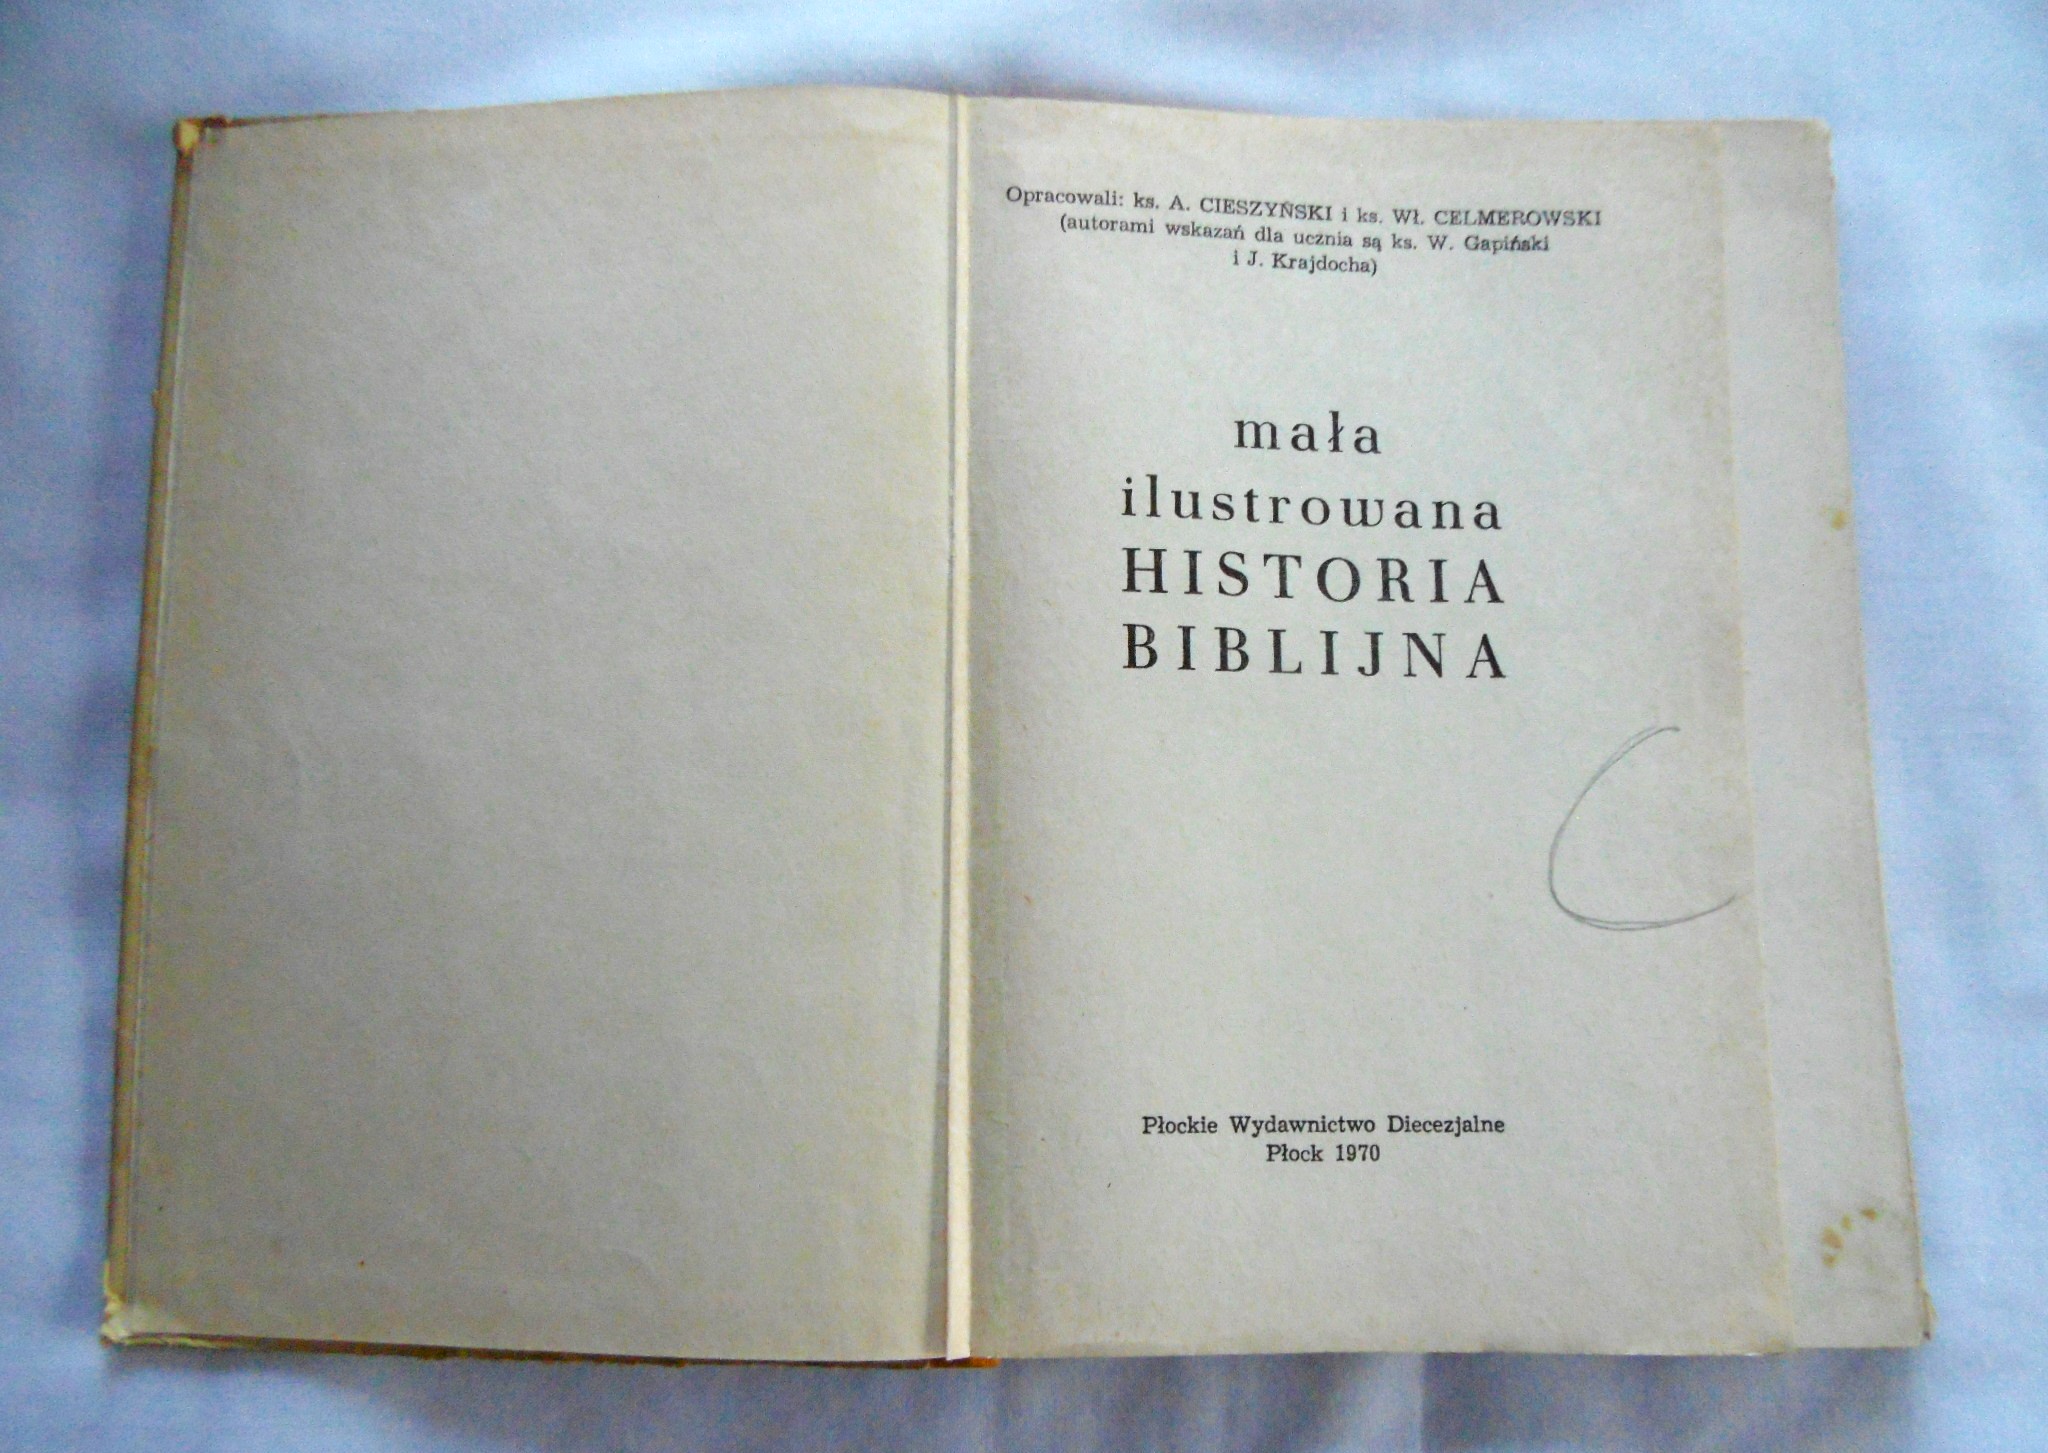 Opracowali: ks. A. CIESZYŃSKI i ks. Wł. CELMEROWSKI
(autorami wskazań dla ucznia są ks. W. Gapiński
i J. Krajdocha)
mała
ilustrowana
HISTORIA
BIBLIJNA
Płockie Wydawnictwo Diecezjalne
Płock 1970